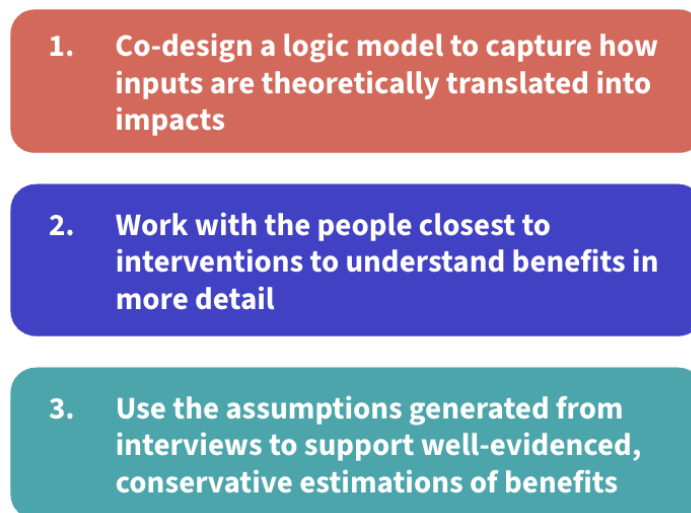 1. Co-design a logic model to capture how
inputs are theoretically translated into
impacts
2. Work with the people closest to
interventions to understand benefits in
more detail
3. Use the assumptions generated from
interviews to support well-evidenced,
conservative estimations of benefits